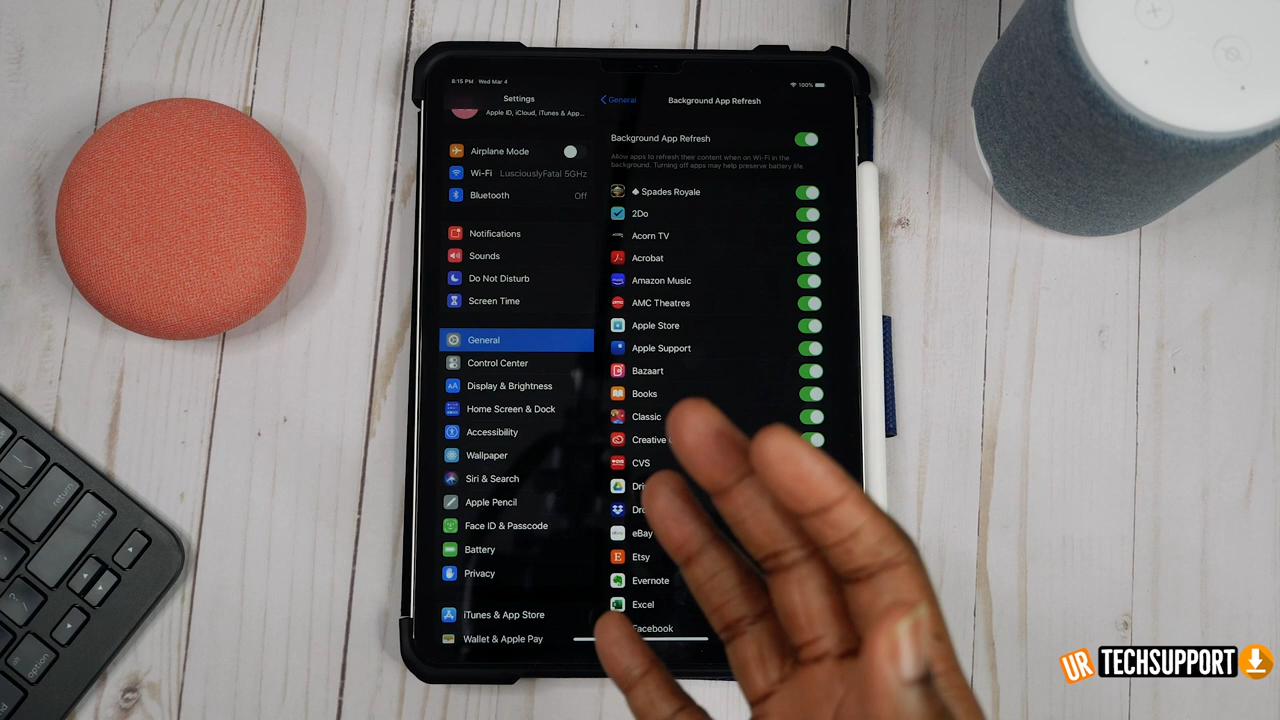 8:15 PM Wed Mar 4
100%
Settings
Apple ID, iCloud, iTunes & App...
Airplane Mode
Wi-Fi LusciouslyFatal 5GHz
Bluetooth Off
Notifications
Sounds
Do Not Disturb
Screen Time
General
Control Center
AA Display & Brightness
Home Screen & Dock
Accessibility
Wallpaper
Siri & Search
Apple Pencil
Face ID & Passcode
Battery
Privacy
iTunes & App Store
Wallet & Apple Pay
General
Background App Refresh
Background App Refresh
Allow apps to refresh their content when on Wi-Fi in the
background. Turning off apps may help preserve battery life.
Spades Royale
2Do
Acorn TV
Acrobat
Amazon Music
AMC Theatres
Apple Store
Apple Support
Bazaart
Books
Classic
Creative
CVS
eBay
Etsy
Evernote
Excel
Facebook
return
shift
option
UR TECHSUPPORT